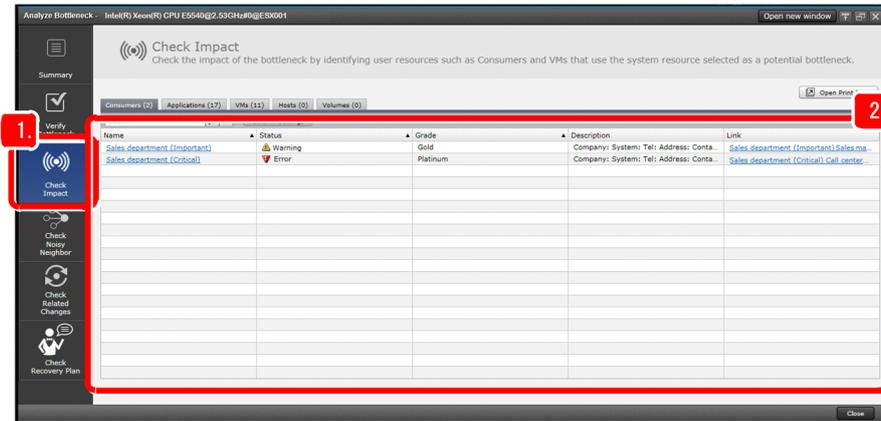 Analyze Bottleneck - Intel(R) Xeon(R) CPU E5540@2.53GHz#0@ESX001
Open new window
Summary
Check Impact
Check the impact of the bottleneck by identifying user resources such as Consumers and VMs that use the system resource selected as a potential bottleneck.
Open Print
Verify
1.
2
Consumers (2) Applications (17) VMs (11) Hosts (0) Volumes (0)
Name Status Grade Description Link
Sales department (Important) Warning Gold Company: System: Tel: Address: Conta... Sales department (Important) Sales ma...
Sales department (Critical) Error Platinum Company: System: Tel: Address: Conta... Sales department (Critical) Call center...
Check
Impact
Check
Noisy
Neighbor
Check
Related
Changes
Check
Recovery Plan
Close